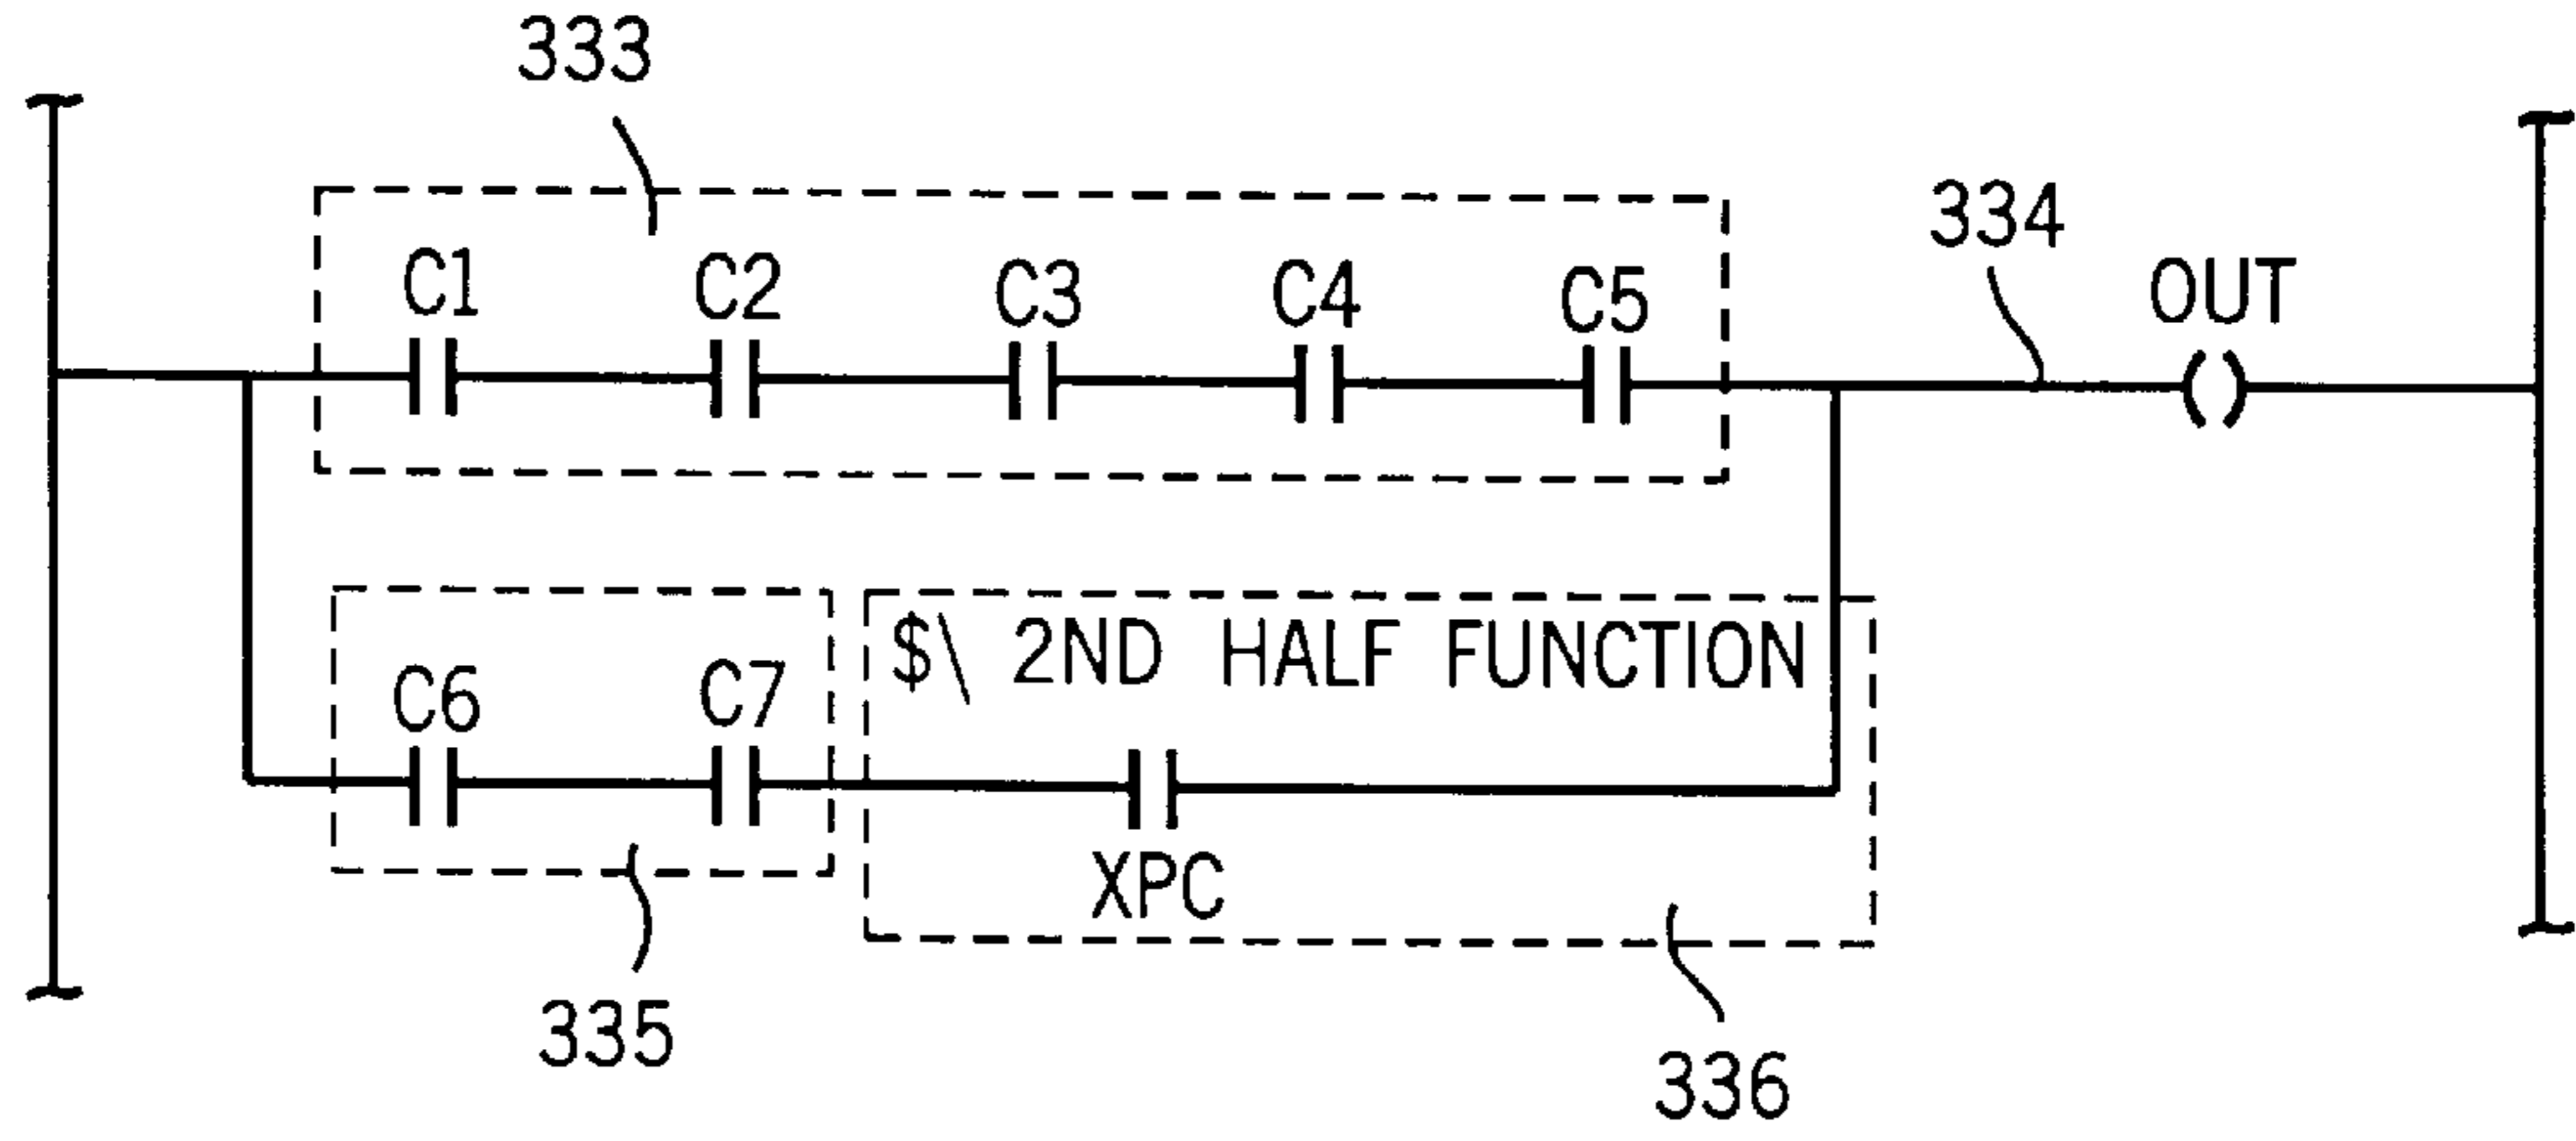 333
334
C1 C2 C3 C4 C5 OUT
$\ 2ND HALF FUNCTION
C6 C7
XPC
335
336